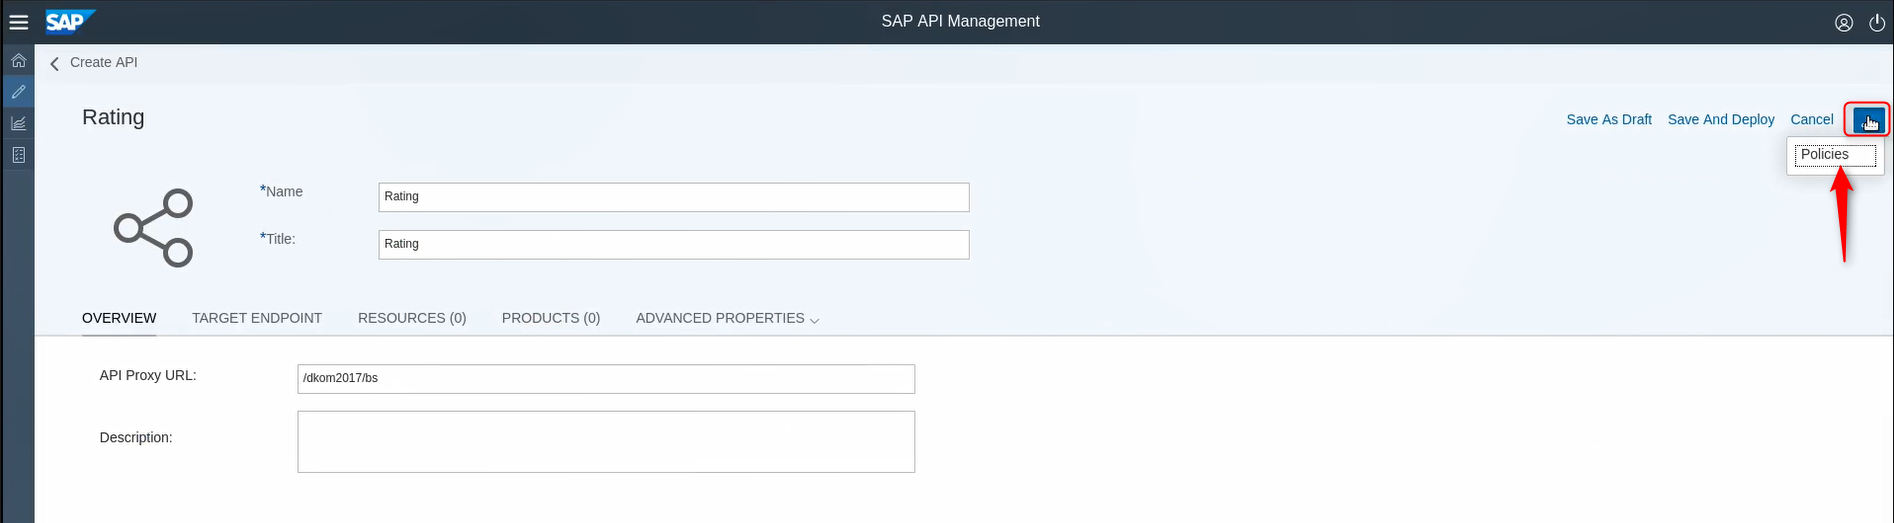 SAP
SAP API Management
Create API
Rating
Save As Draft
Save And Deploy
Cancel
Policies
*Name
Rating
*Title:
Rating
OVERVIEW
TARGET ENDPOINT
RESOURCES (0)
PRODUCTS (0)
ADVANCED PROPERTIES
API Proxy URL:
/dkom2017/bs
Description: